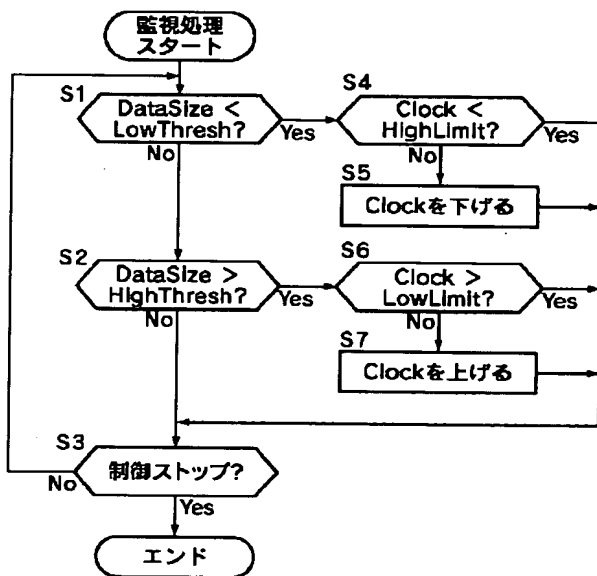 監視処理
スタート
S1
DataSize <
LowThresh?
Yes
No
S4
Clock <
HighLimit?
Yes
No
S5
Clockを下げる
S2
DataSize >
HighThresh?
Yes
No
S6
Clock >
LowLimit?
Yes
No
S7
Clockを上げる
S3
制御ストップ?
No
Yes
エンド